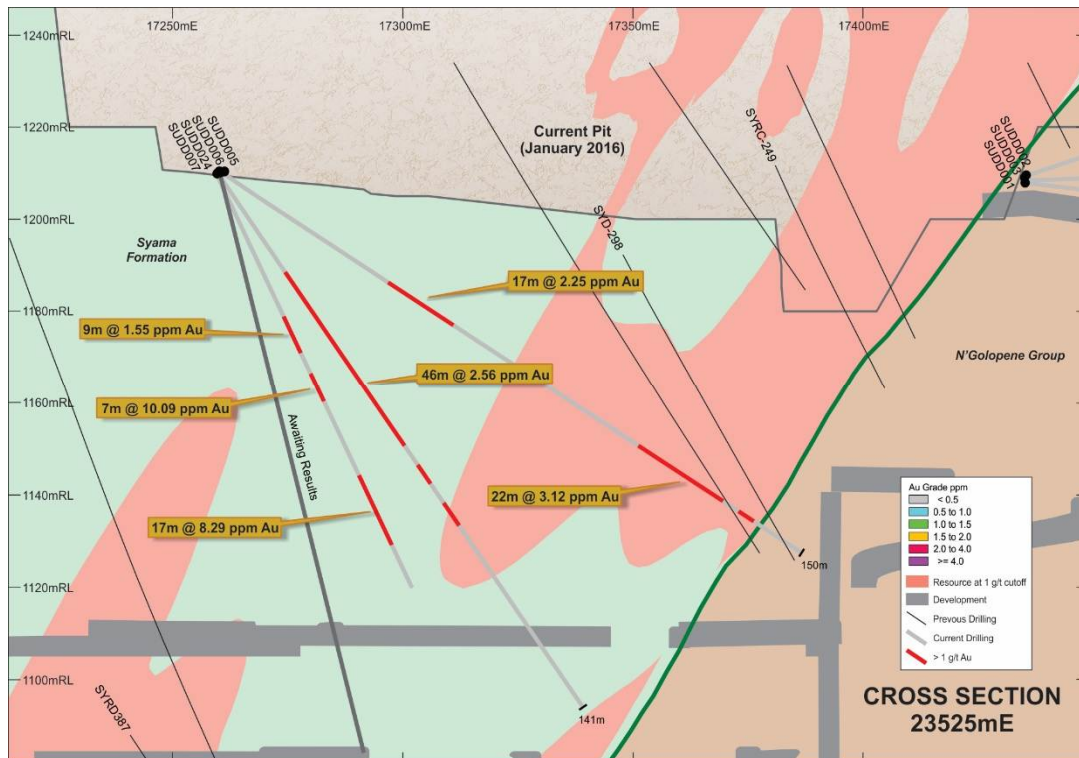 17250mE
17300mE
17350mE
17400mE
1240mRL
1220mRL
1200mRL
1180mRL
1160mRL
1140mRL
1120mRL
1100mRL
SUDD005
SUDD006
SUDD024
SUDD007
Current Pit
(January 2016)
SYRC-249
SUDD002
SUDD003
SUDD001
SYD-298
Syama
Formation
N'Golopene Group
17m @ 2.25 ppm Au
9m @ 1.55 ppm Au
46m @ 2.56 ppm Au
7m @ 10.09 ppm Au
Awaiting Results
22m @ 3.12 ppm Au
17m @ 8.29 ppm Au
150m
141m
SYRD387
Au Grade ppm
< 0.5
0.5 to 1.0
1.0 to 1.5
1.5 to 2.0
2.0 to 4.0
>= 4.0
Resource at 1 g/t cutoff
Development
Prevous Drilling
Current Drilling
> 1 g/t Au
CROSS SECTION
23525mE